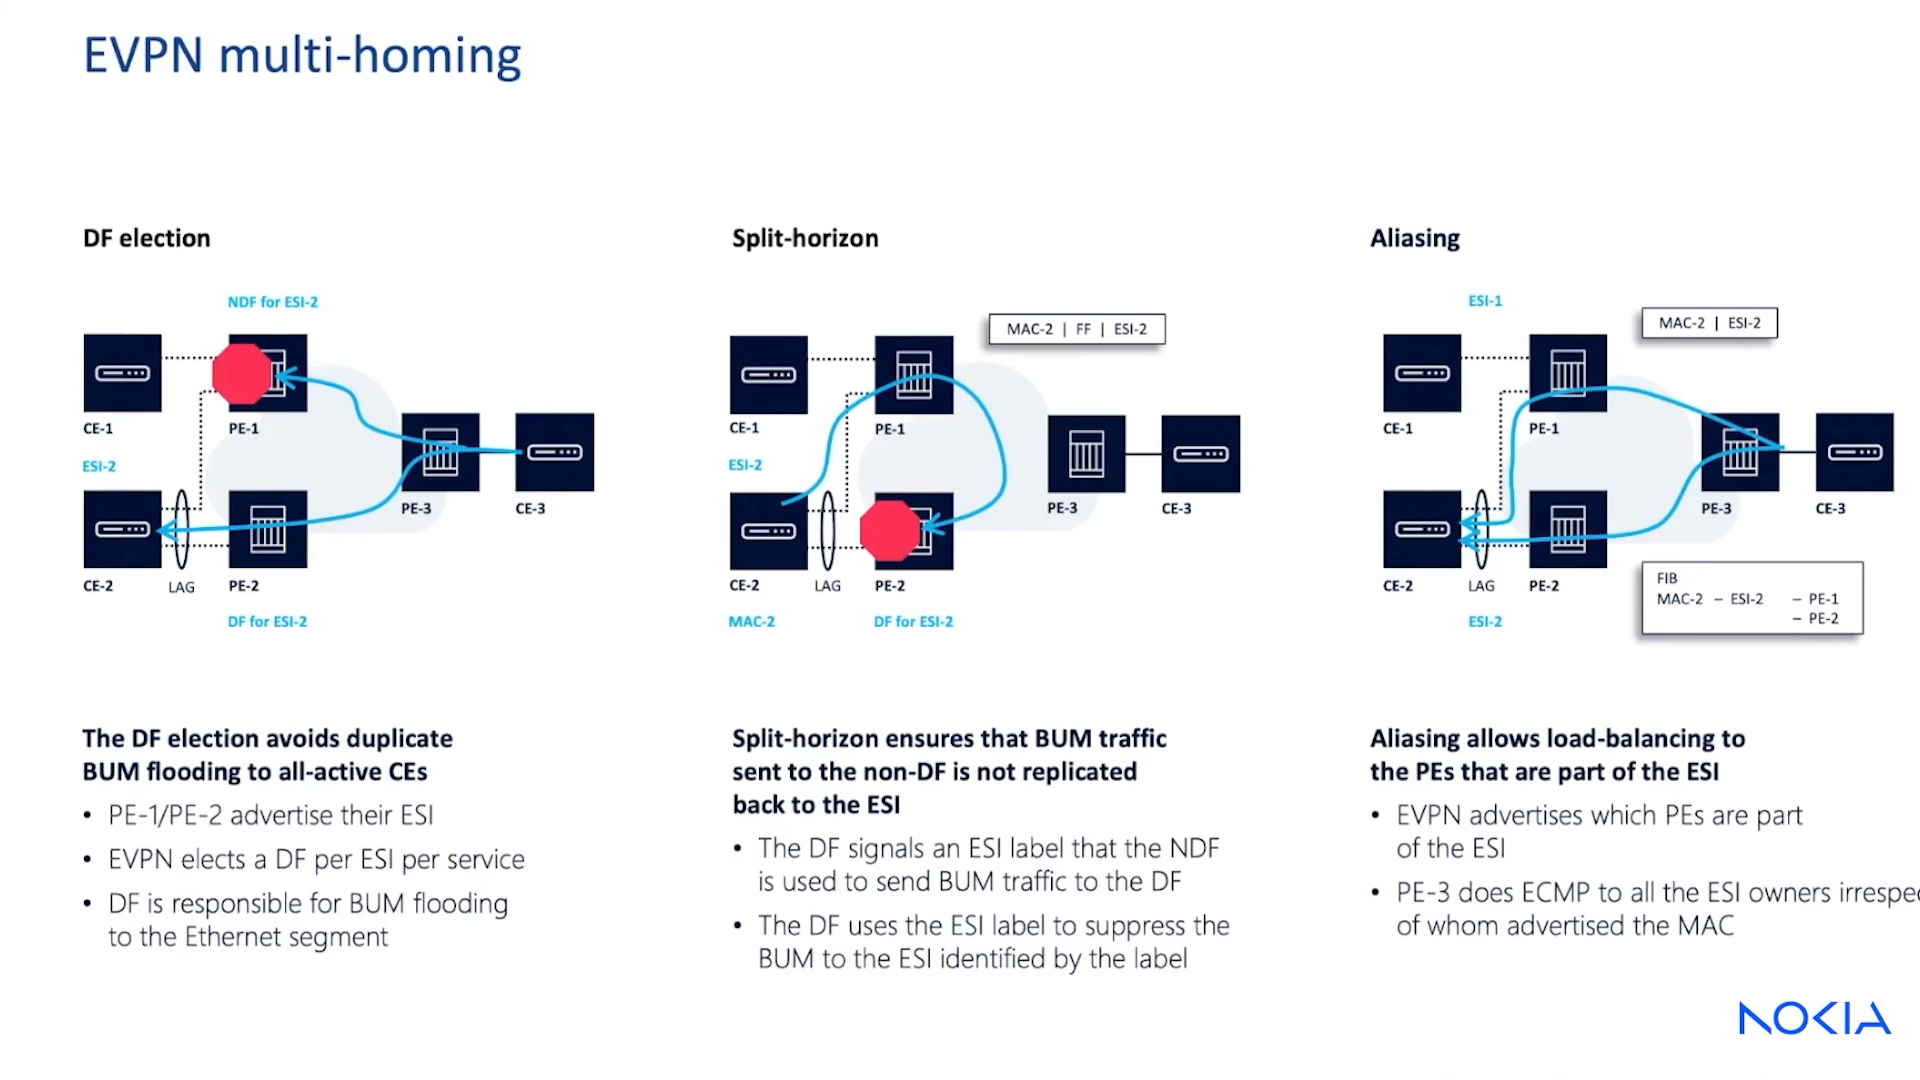 EVPN multi-homing
DF election
NDF for ESI-2
CE-1
PE-1
ESI-2
PE-3
CE-3
CE-2
LAG
PE-2
DF for ESI-2
The DF election avoids duplicate
BUM flooding to all-active CEs
• PE-1/PE-2 advertise their ESI
• EVPN elects a DF per ESI per service
• DF is responsible for BUM flooding
to the Ethernet segment
Split-horizon
MAC-2 | FF | ESI-2
CE-1
PE-1
ESI-2
PE-3
CE-3
CE-2
LAG
PE-2
MAC-2
DF for ESI-2
Split-horizon ensures that BUM traffic
sent to the non-DF is not replicated
back to the ESI
• The DF signals an ESI label that the NDF
is used to send BUM traffic to the DF
• The DF uses the ESI label to suppress the
BUM to the ESI identified by the label
Aliasing
ESI-1
MAC-2 | ESI-2
CE-1
PE-1
PE-3
CE-3
CE-2
LAG
PE-2
ESI-2
FIB
MAC-2 – ESI-2 – PE-1
– PE-2
Aliasing allows load-balancing to
the PEs that are part of the ESI
• EVPN advertises which PEs are part
of the ESI
• PE-3 does ECMP to all the ESI owners irrespec
of whom advertised the MAC
NOKIA